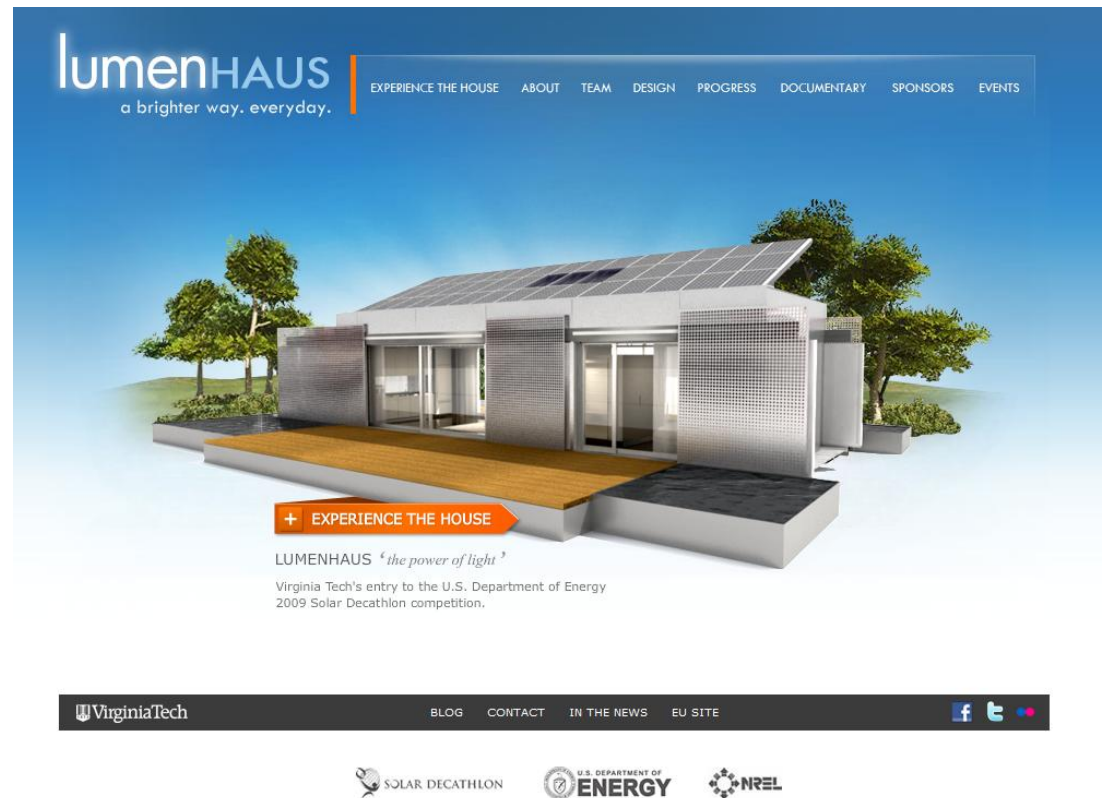 lumenHAUS
a brighter way. everyday.
EXPERIENCE THE HOUSE ABOUT TEAM DESIGN PROGRESS DOCUMENTARY SPONSORS EVENTS
+ EXPERIENCE THE HOUSE
LUMENHAUS ‘the power of light’
Virginia Tech's entry to the U.S. Department of Energy
2009 Solar Decathlon competition.
VirginiaTech BLOG CONTACT IN THE NEWS EU SITE f t
SOLAR DECATHLON U.S. DEPARTMENT OF ENERGY NREL